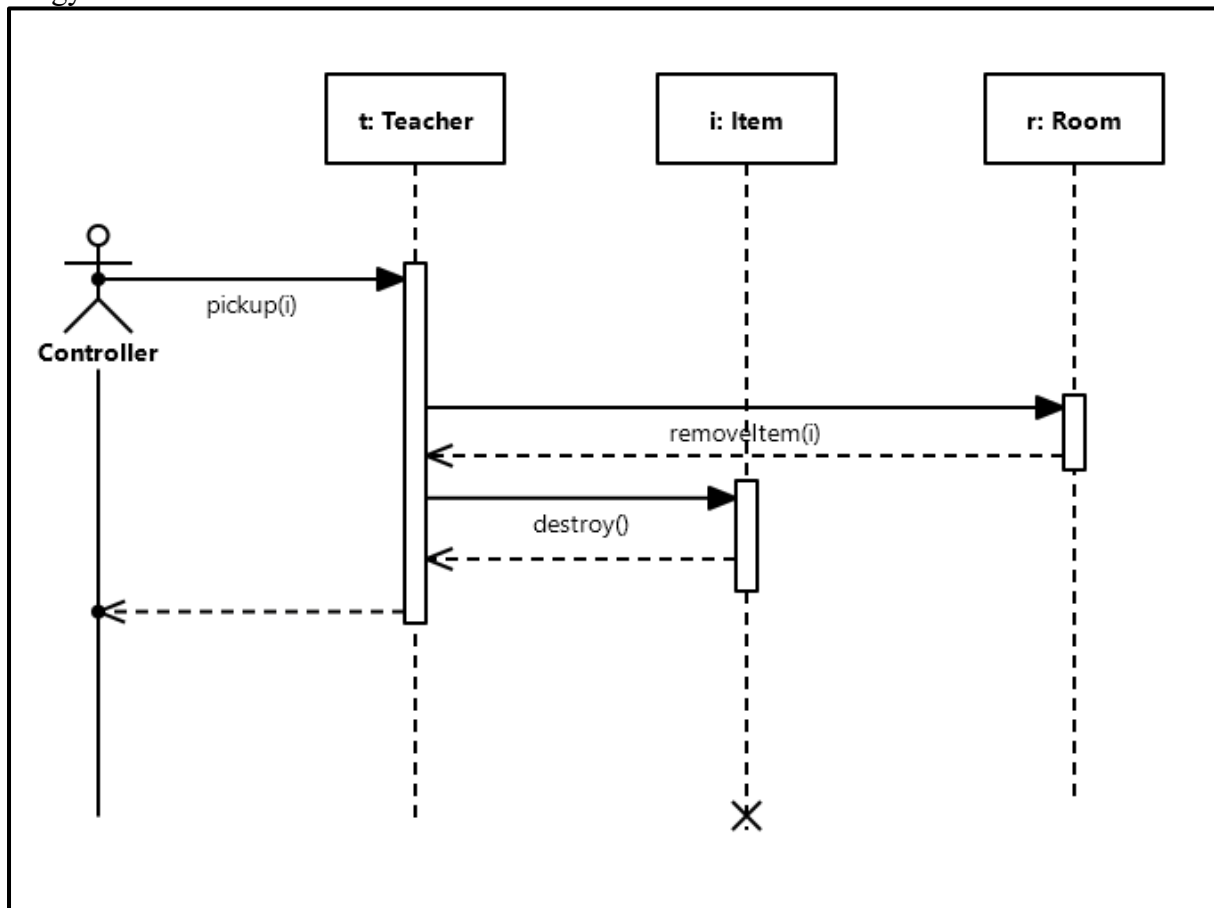 t: Teacher
i: Item
r: Room
pickup(i)
Controller
removeItem(i)
destroy()